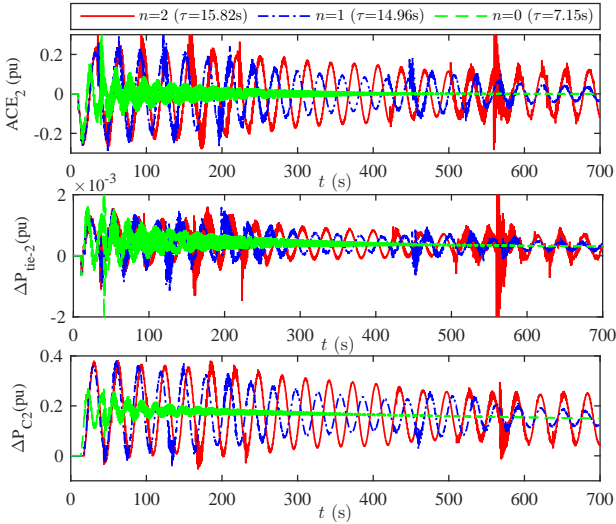 n=2 (τ=15.82s) n=1 (τ=14.96s) n=0 (τ=7.15s)
ACE2 (pu)
0.2
0
-0.2
0 100 200 300 400 500 600 700
t (s)
×10-3
ΔPtie-2(pu)
2
0
-2
0 100 200 300 400 500 600 700
t (s)
ΔPC2(pu)
0.4
0.2
0
0 100 200 300 400 500 600 700
t (s)